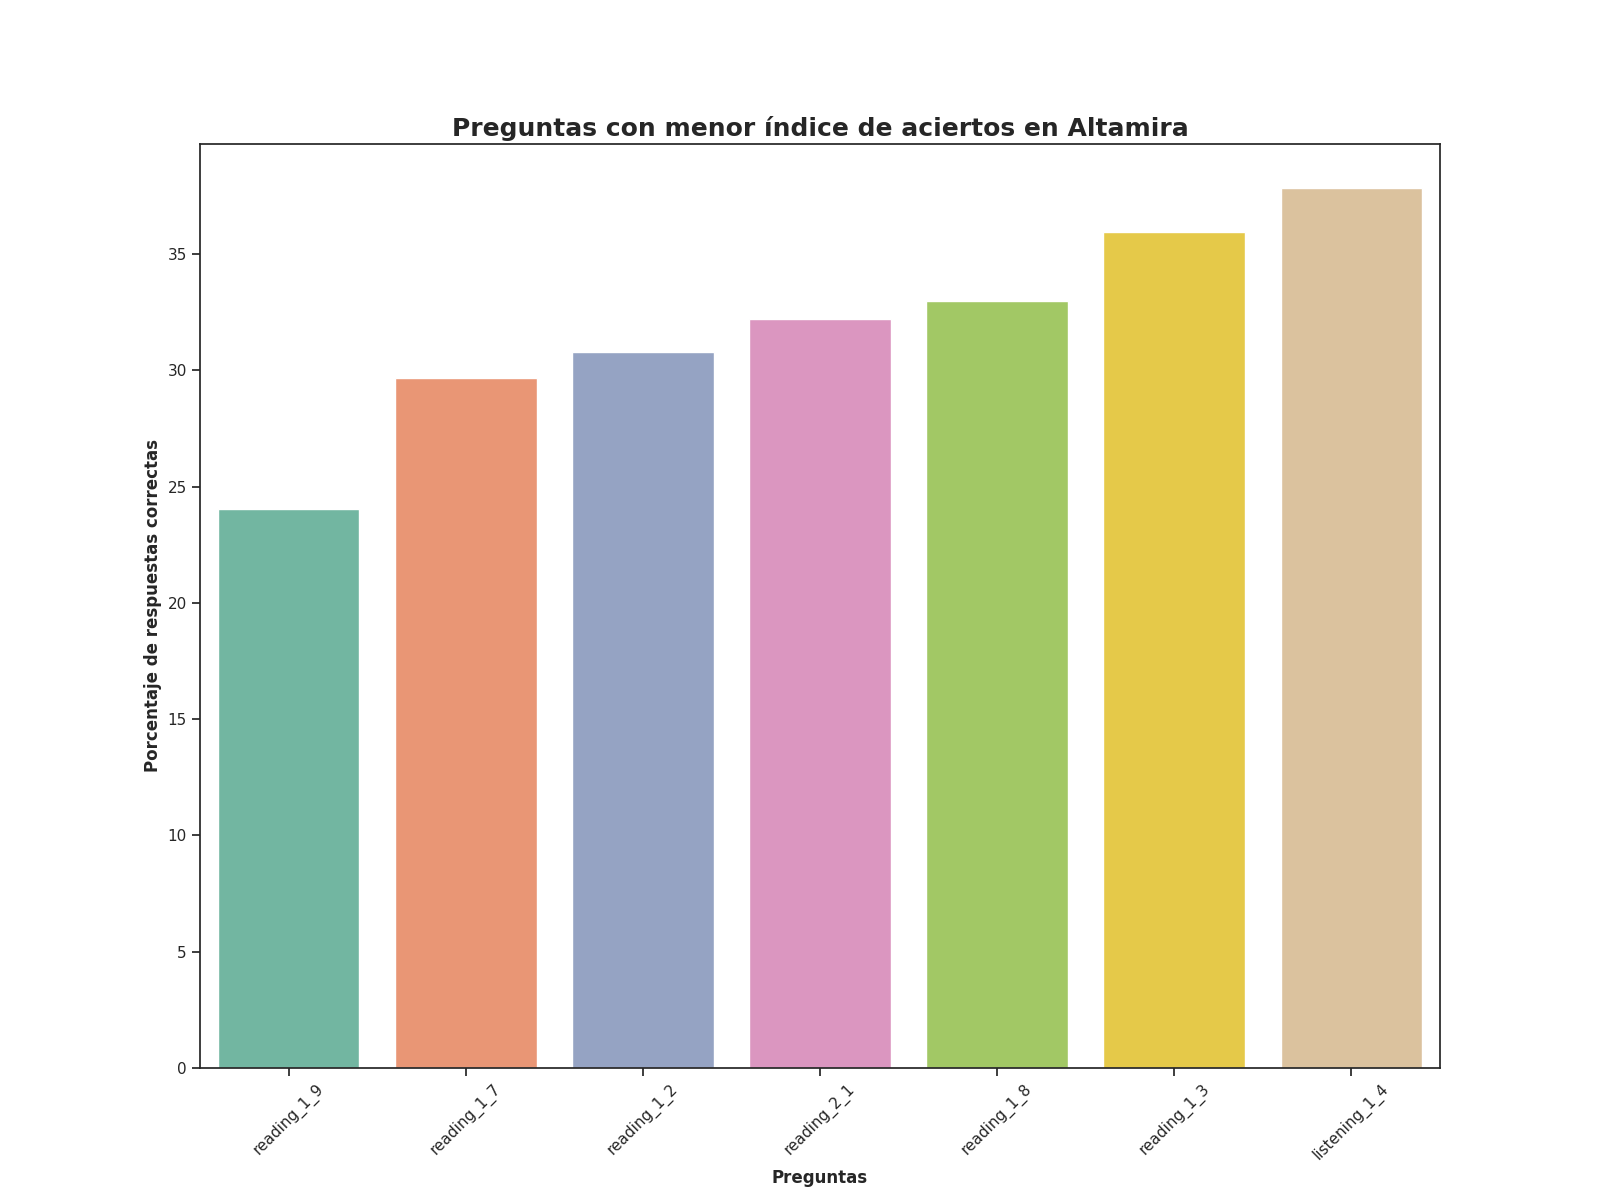 Preguntas con menor índice de aciertos en Altamira
Porcentaje de respuestas correctas
35
30
25
20
15
10
5
0
reading_1_9
reading_1_7
reading_1_2
reading_2_1
reading_1_8
reading_1_3
listening_1_4
Preguntas